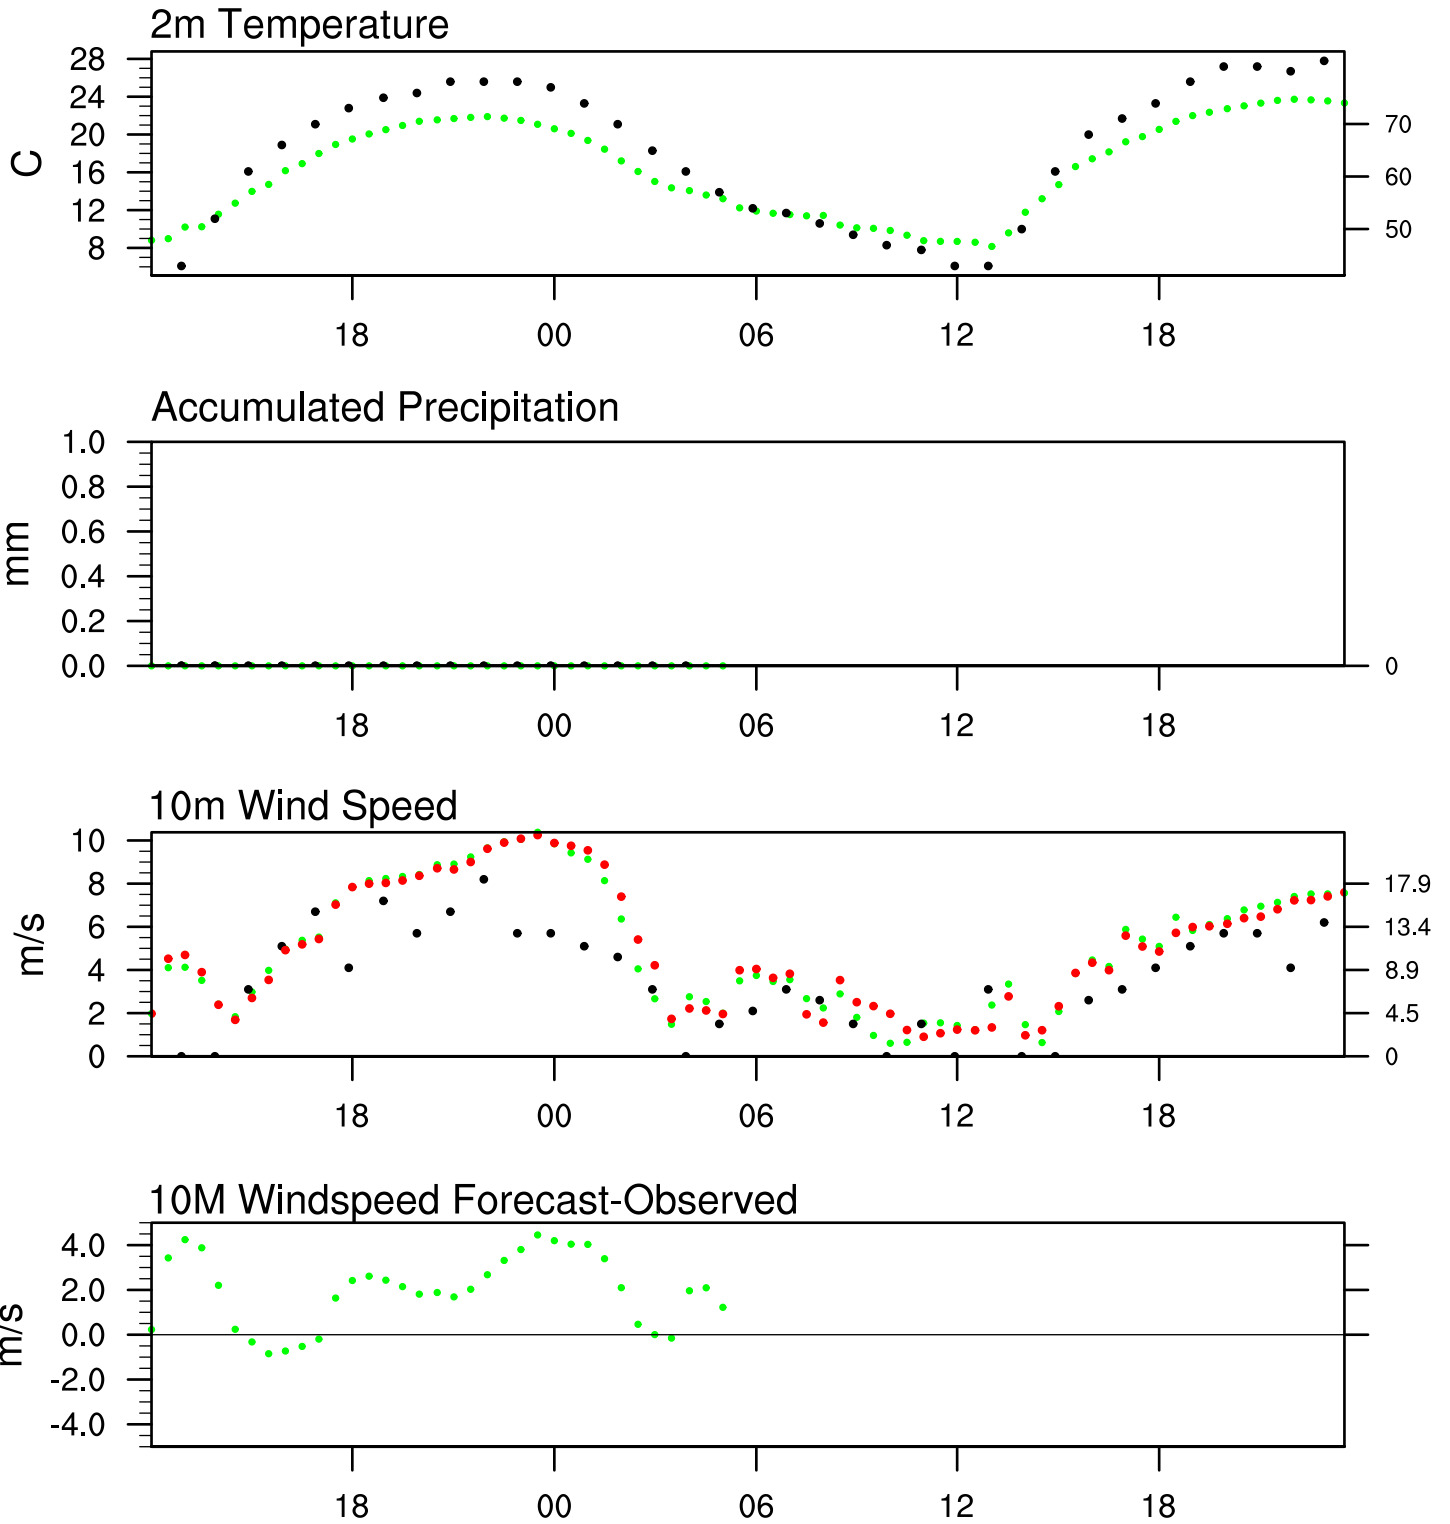 2m Temperature
28
24
20
16
12
8
C
70
60
50
18 00 06 12 18
Accumulated Precipitation
1.0
0.8
0.6
0.4
0.2
0.0
mm
0
18 00 06 12 18
10m Wind Speed
10
8
6
4
2
0
m/s
17.9
13.4
8.9
4.5
0
18 00 06 12 18
10M Windspeed Forecast-Observed
4.0
2.0
0.0
-2.0
-4.0
m/s
18 00 06 12 18